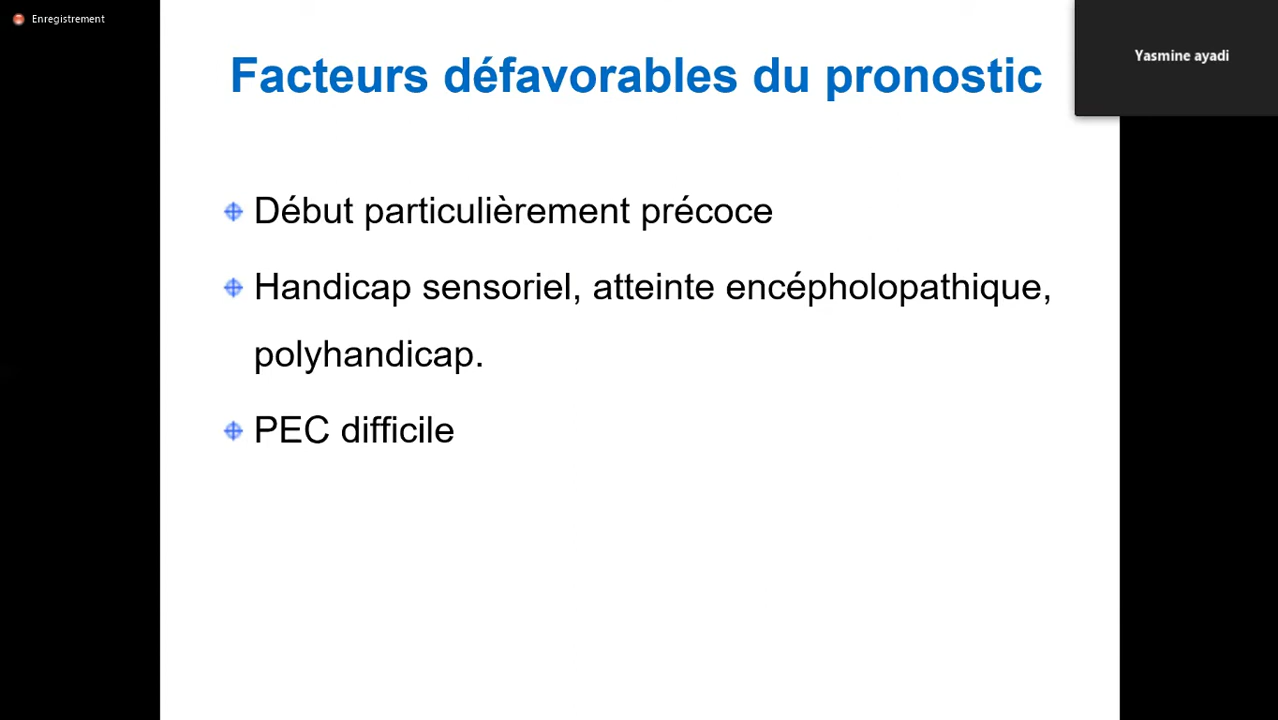 Enregistrement
Yasmine ayadi
Facteurs défavorables du pronostic
Début particulièrement précoce
Handicap sensoriel, atteinte encépholopathique,
polyhandicap.
PEC difficile